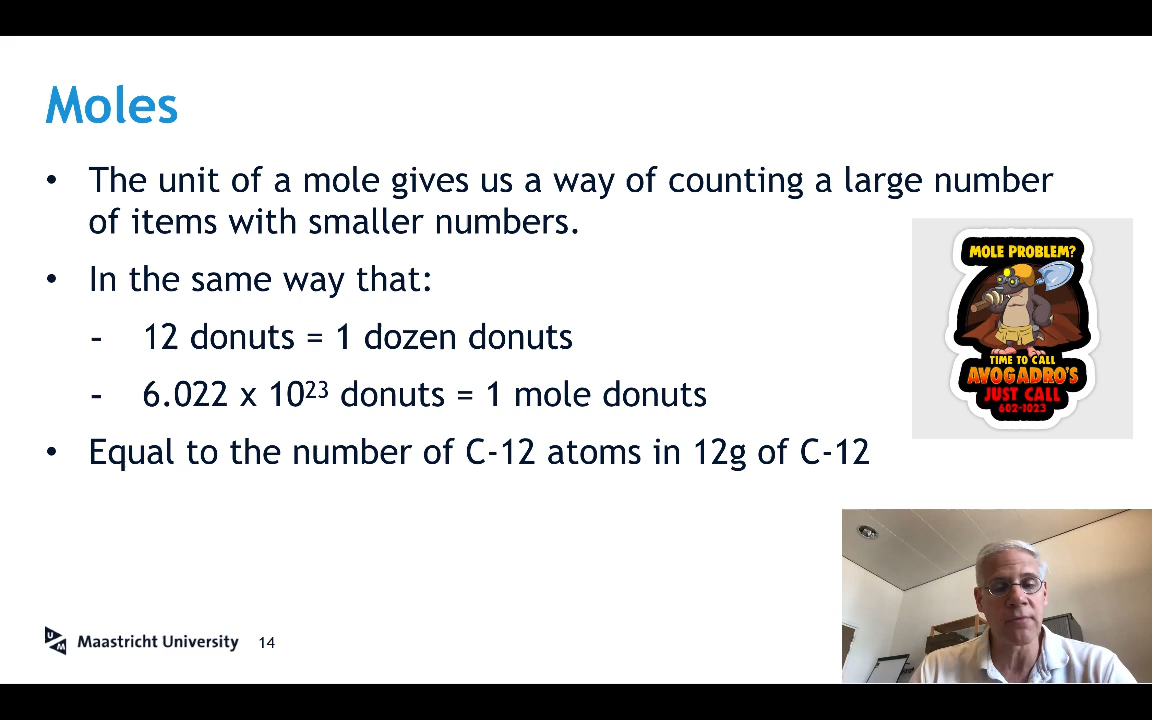 Moles
• The unit of a mole gives us a way of counting a large number
of items with smaller numbers.
• In the same way that:
- 12 donuts = 1 dozen donuts
- 6.022 x 10²³ donuts = 1 mole donuts
• Equal to the number of C-12 atoms in 12g of C-12
MOLE PROBLEM?
TIME TO CALL
AVOGADRO'S
JUST CALL
602-1023
UM
Maastricht University 14